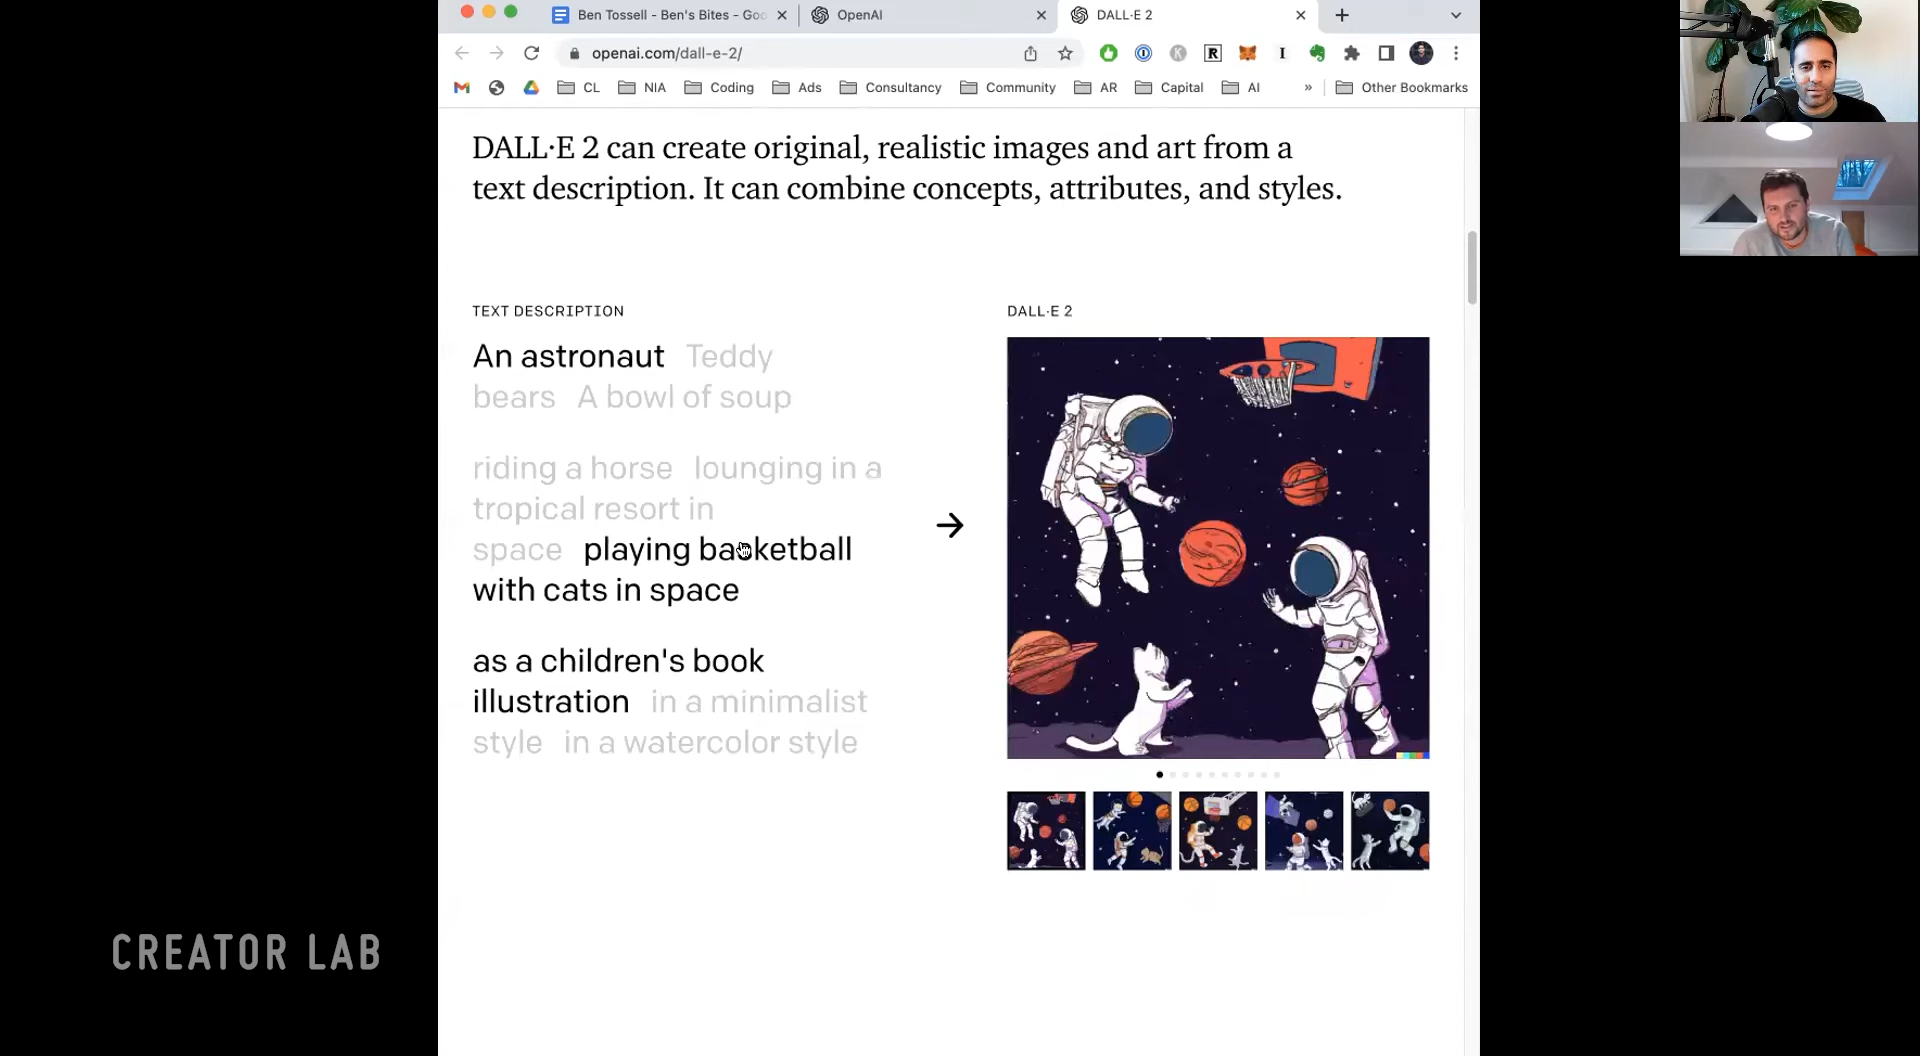 Ben Tossell - Ben's Bites - Goo
OpenAI
DALL·E 2
openai.com/dall-e-2/
CL
NIA
Coding
Ads
Consultancy
Community
AR
Capital
AI
»
Other Bookmarks
DALL·E 2 can create original, realistic images and art from a
text description. It can combine concepts, attributes, and styles.
TEXT DESCRIPTION
An astronaut Teddy
bears A bowl of soup
riding a horse lounging in a
tropical resort in
space playing basketball
with cats in space
as a children's book
illustration in a minimalist
style in a watercolor style
DALL·E 2
CREATOR LAB